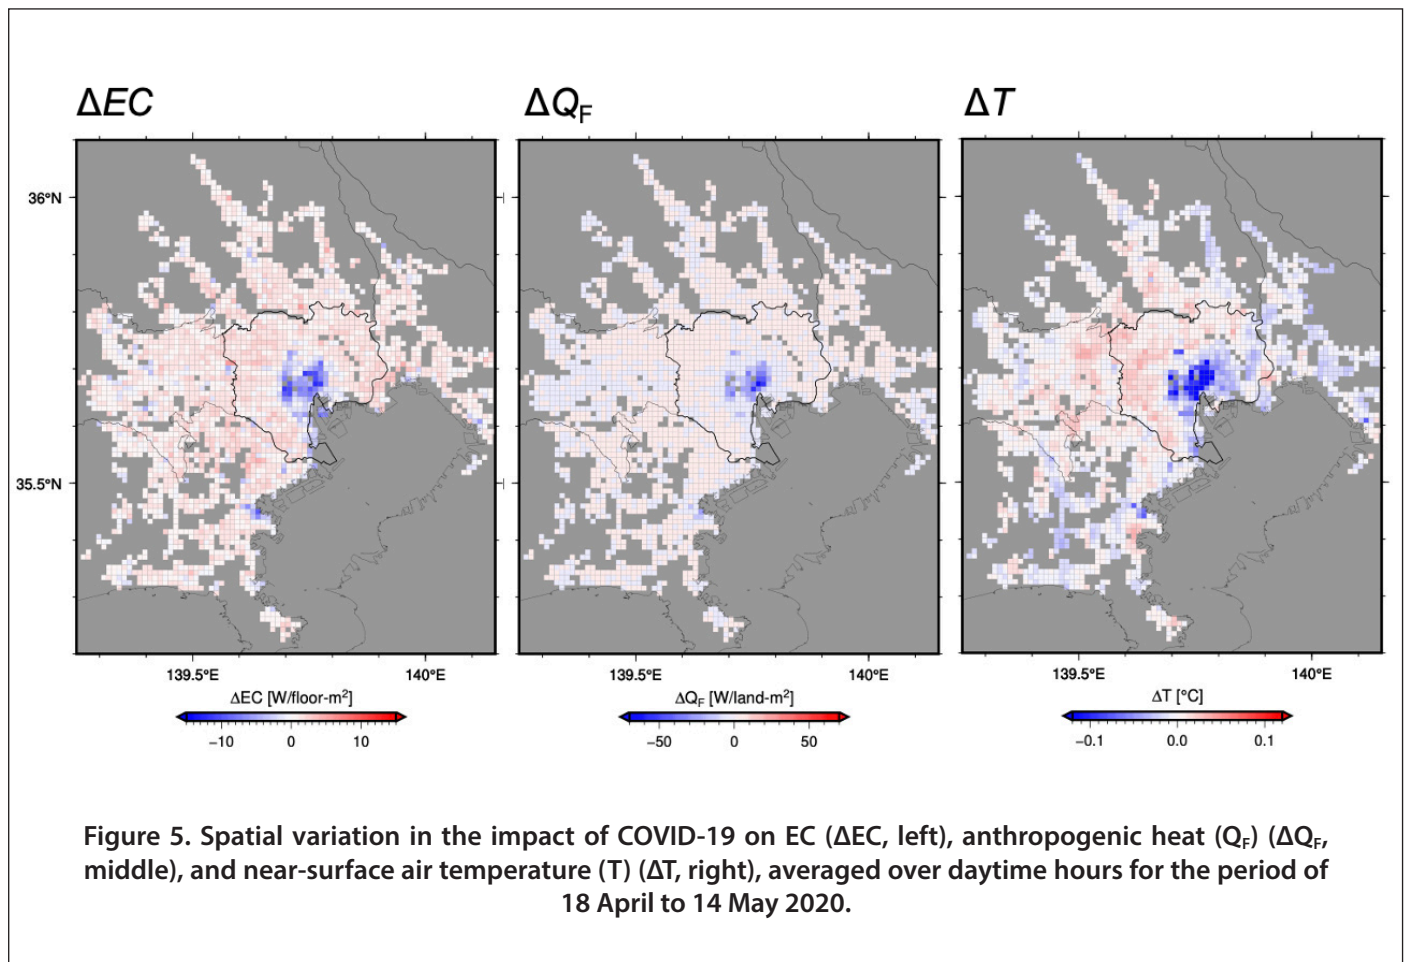 ΔEC
ΔQF
ΔT
36°N
35.5°N
139.5°E 140°E
139.5°E 140°E
139.5°E 140°E
ΔEC [W/floor-m²]
−10 0 10
ΔQF [W/land-m²]
−50 0 50
ΔT [°C]
−0.1 0.0 0.1
Figure 5. Spatial variation in the impact of COVID-19 on EC (ΔEC, left), anthropogenic heat (QF) (ΔQF,
middle), and near-surface air temperature (T) (ΔT, right), averaged over daytime hours for the period of
18 April to 14 May 2020.